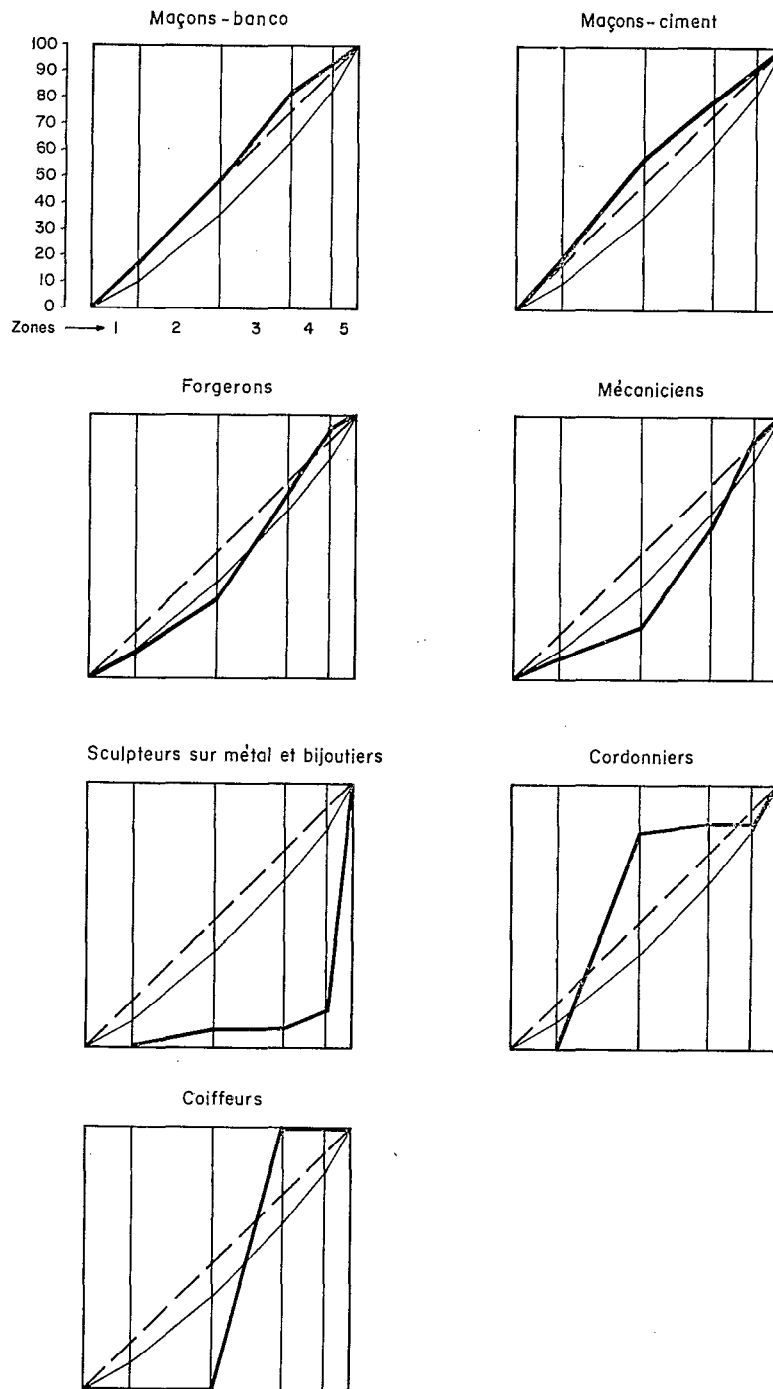 Maçons-banco
Maçons-ciment
100
90
80
70
60
50
40
30
20
10
0
Zones → 1 2 3 4 5
Forgerons
Mécaniciens
Sculpteurs sur métal et bijoutiers
Cordonniers
Coiffeurs